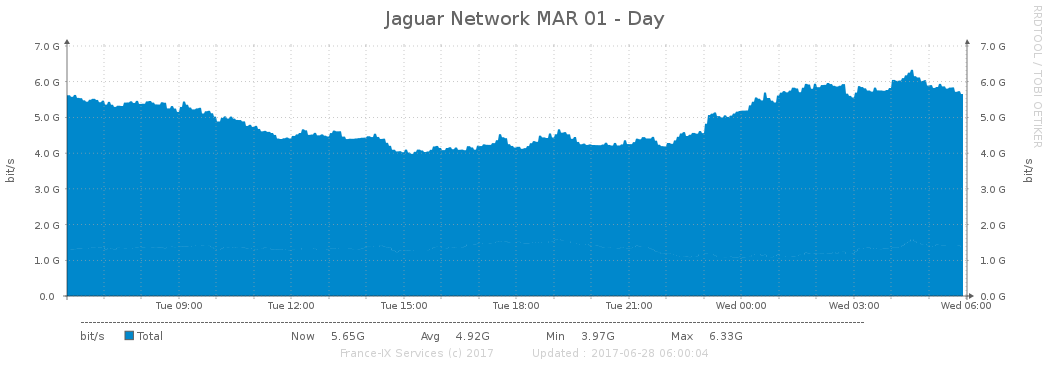 Jaguar Network MAR 01 - Day
RRDTOOL / TOBI OETIKER
7.0 G 7.0 G
6.0 G 6.0 G
5.0 G 5.0 G
4.0 G 4.0 G
3.0 G 3.0 G
2.0 G 2.0 G
1.0 G 1.0 G
0.0 0.0 G
bit/s bit/s
Tue 09:00 Tue 12:00 Tue 15:00 Tue 18:00 Tue 21:00 Wed 00:00 Wed 03:00 Wed 06:00
bit/s Total Now 5.65G Avg 4.92G Min 3.97G Max 6.33G
France-IX Services (c) 2017 Updated : 2017-06-28 06:00:04